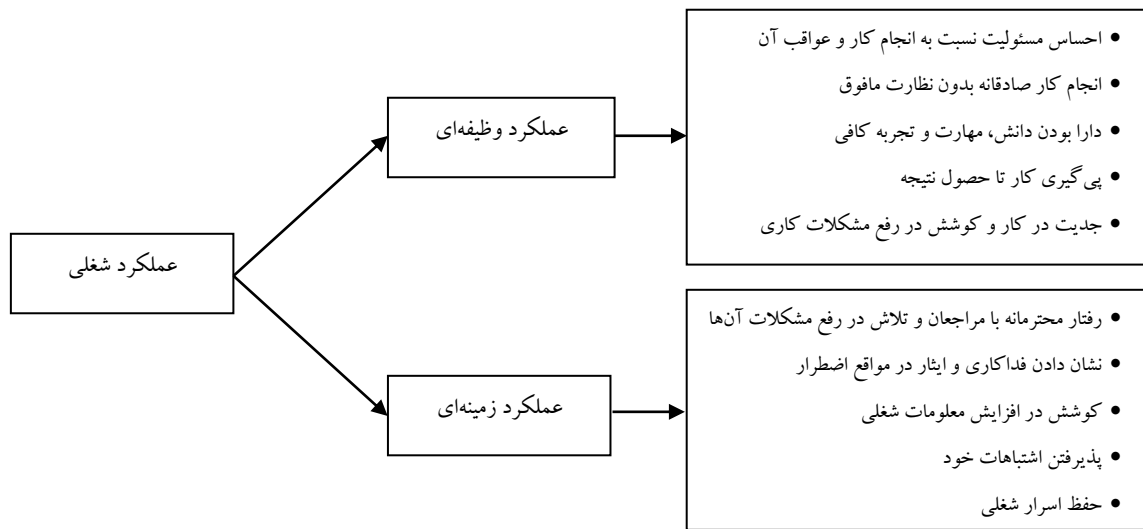 عملکرد شغلی
عملکرد وظیفه‌ای
• احساس مسئولیت نسبت به انجام کار و عواقب آن
• انجام کار صادقانه بدون نظارت مافوق
• دارا بودن دانش، مهارت و تجربه کافی
• پی‌گیری کار تا حصول نتیجه
• جدیت در کار و کوشش در رفع مشکلات کاری
عملکرد زمینه‌ای
• رفتار محترمانه با مراجعان و تلاش در رفع مشکلات آن‌ها
• نشان دادن فداکاری و ایثار در مواقع اضطرار
• کوشش در افزایش معلومات شغلی
• پذیرفتن اشتباهات خود
• حفظ اسرار شغلی